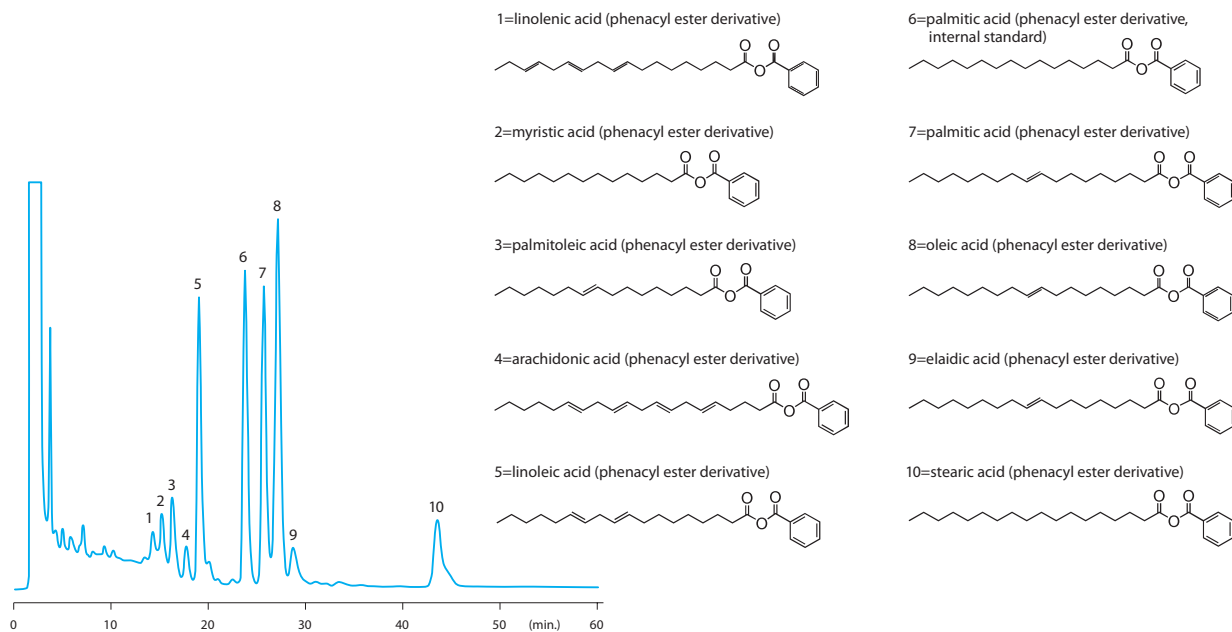 1=linolenic acid (phenacyl ester derivative)
O O
O
2=myristic acid (phenacyl ester derivative)
O O
O
3=palmitoleic acid (phenacyl ester derivative)
O O
O
4=arachidonic acid (phenacyl ester derivative)
O O
O
5=linoleic acid (phenacyl ester derivative)
O O
O
6=palmitic acid (phenacyl ester derivative,
internal standard)
O O
O
7=palmitic acid (phenacyl ester derivative)
O O
O
8=oleic acid (phenacyl ester derivative)
O O
O
9=elaidic acid (phenacyl ester derivative)
O O
O
10=stearic acid (phenacyl ester derivative)
O O
O
1
2
3
4
5
6
7
8
9
10
0 10 20 30 40 50 (min.) 60